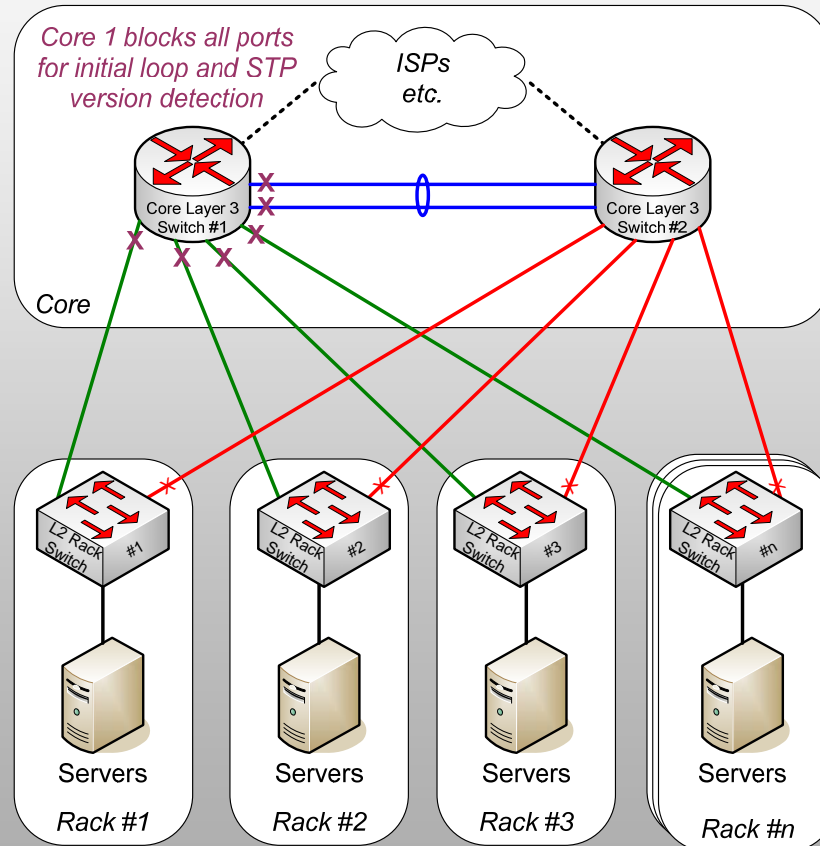 Core 1 blocks all ports
for initial loop and STP
version detection
ISPs
etc.
Core Layer 3
Switch #1
Core Layer 3
Switch #2
X
X
X
X
X
X
Core
L2 Rack
Switch
#1
L2 Rack
Switch
#2
L2 Rack
Switch
#3
L2 Rack
Switch
#n
Servers
Servers
Servers
Servers
Rack #1
Rack #2
Rack #3
Rack #n